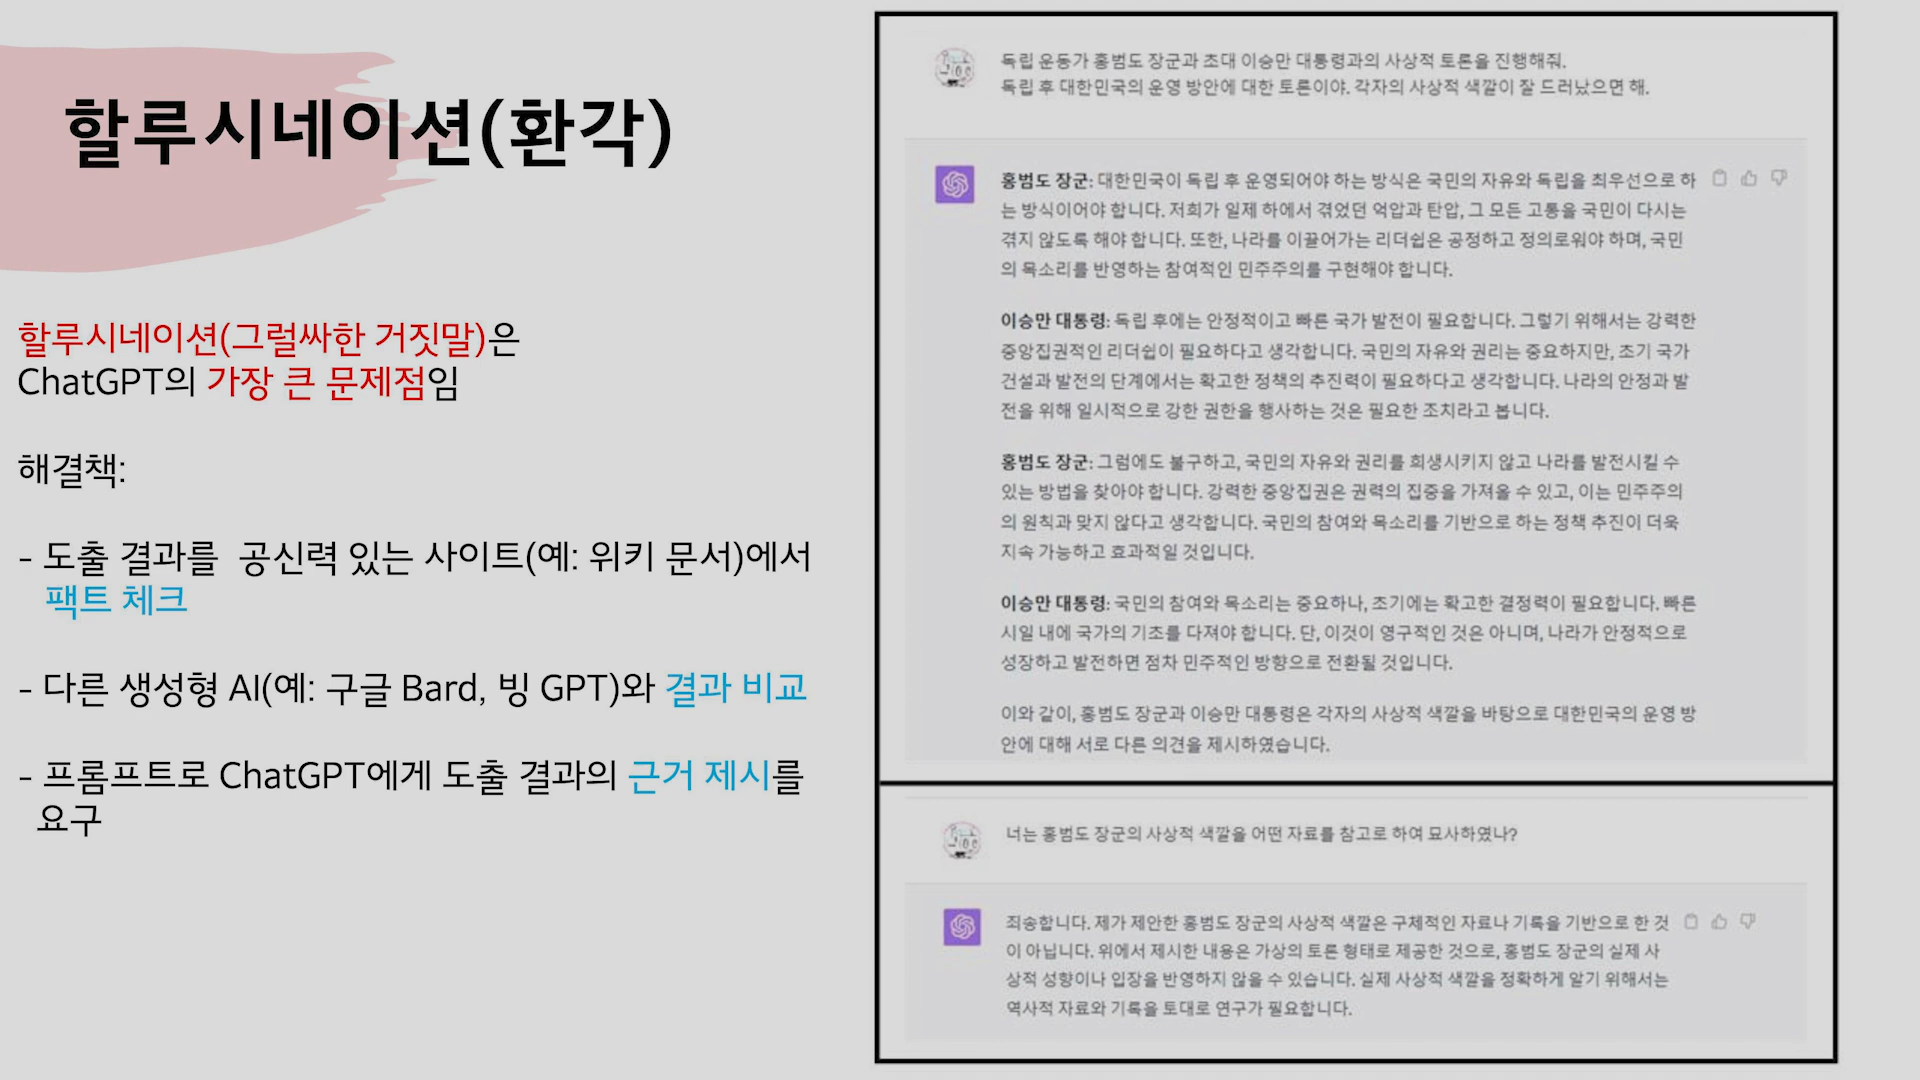 할루시네이션(환각)
할루시네이션(그럴싸한 거짓말)은
ChatGPT의 가장 큰 문제점임
해결책:
- 도출 결과를  공신력 있는 사이트(예: 위키 문서)에서
팩트 체크
- 다른 생성형 AI(예: 구글 Bard, 빙 GPT)와 결과 비교
- 프롬프트로 ChatGPT에게 도출 결과의 근거 제시를
요구
독립 운동가 홍범도 장군과 초대 이승만 대통령과의 사상적 토론을 진행해줘.
독립 후 대한민국의 운영 방안에 대한 토론이야. 각자의 사상적 색깔이 잘 드러났으면 해.
홍범도 장군: 대한민국이 독립 후 운영되어야 하는 방식은 국민의 자유와 독립을 최우선으로 하
는 방식이어야 합니다. 저희가 일제 하에서 겪었던 억압과 탄압, 그 모든 고통을 국민이 다시는
겪지 않도록 해야 합니다. 또한, 나라를 이끌어가는 리더쉽은 공정하고 정의로워야 하며, 국민
의 목소리를 반영하는 참여적인 민주주의를 구현해야 합니다.
이승만 대통령: 독립 후에는 안정적이고 빠른 국가 발전이 필요합니다. 그렇기 위해서는 강력한
중앙집권적인 리더쉽이 필요하다고 생각합니다. 국민의 자유와 권리는 중요하지만, 초기 국가
건설과 발전의 단계에서는 확고한 정책의 추진력이 필요하다고 생각합니다. 나라의 안정과 발
전을 위해 일시적으로 강한 권한을 행사하는 것은 필요한 조치라고 봅니다.
홍범도 장군: 그럼에도 불구하고, 국민의 자유와 권리를 희생시키지 않고 나라를 발전시킬 수
있는 방법을 찾아야 합니다. 강력한 중앙집권은 권력의 집중을 가져올 수 있고, 이는 민주주의
의 원칙과 맞지 않다고 생각합니다. 국민의 참여와 목소리를 기반으로 하는 정책 추진이 더욱
지속 가능하고 효과적일 것입니다.
이승만 대통령: 국민의 참여와 목소리는 중요하나, 초기에는 확고한 결정력이 필요합니다. 빠른
시일 내에 국가의 기초를 다져야 합니다. 단, 이것이 영구적인 것은 아니며, 나라가 안정적으로
성장하고 발전하면 점차 민주적인 방향으로 전환될 것입니다.
이와 같이, 홍범도 장군과 이승만 대통령은 각자의 사상적 색깔을 바탕으로 대한민국의 운영 방
안에 대해 서로 다른 의견을 제시하였습니다.
너는 홍범도 장군의 사상적 색깔을 어떤 자료를 참고로 하여 묘사하였나?
죄송합니다. 제가 제안한 홍범도 장군의 사상적 색깔은 구체적인 자료나 기록을 기반으로 한 것
이 아닙니다. 위에서 제시한 내용은 가상의 토론 형태로 제공한 것으로, 홍범도 장군의 실제 사
상적 성향이나 입장을 반영하지 않을 수 있습니다. 실제 사상적 색깔을 정확하게 알기 위해서는
역사적 자료와 기록을 토대로 연구가 필요합니다.